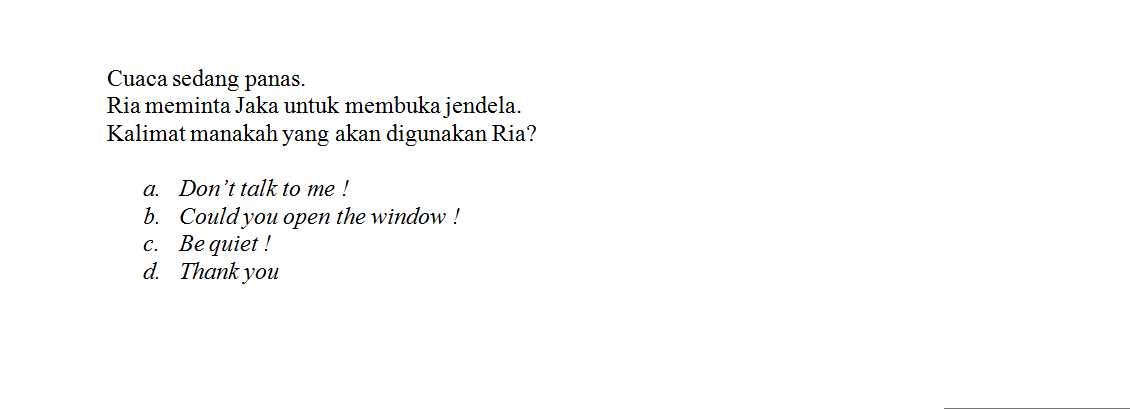 Cuaca sedang panas.
Ria meminta Jaka untuk membuka jendela.
Kalimat manakah yang akan digunakan Ria?
a. Don't talk to me !
b. Could you open the window !
c. Be quiet !
d. Thank you